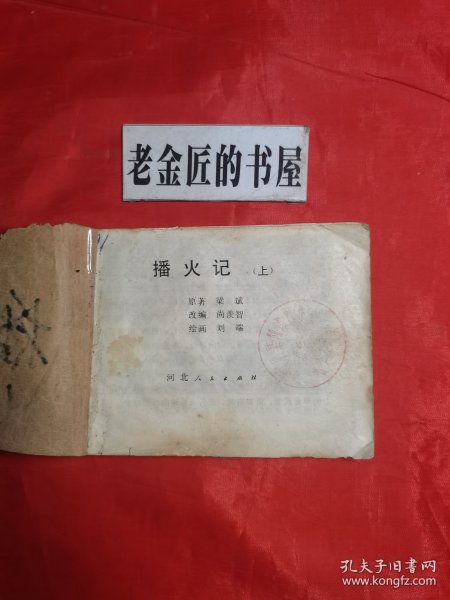 老金匠的书屋
播火记（上）
原著 梁斌
改编 尚羡智
绘画 刘端
河北人民出版社
孔夫子旧书网
www.kongfz.com